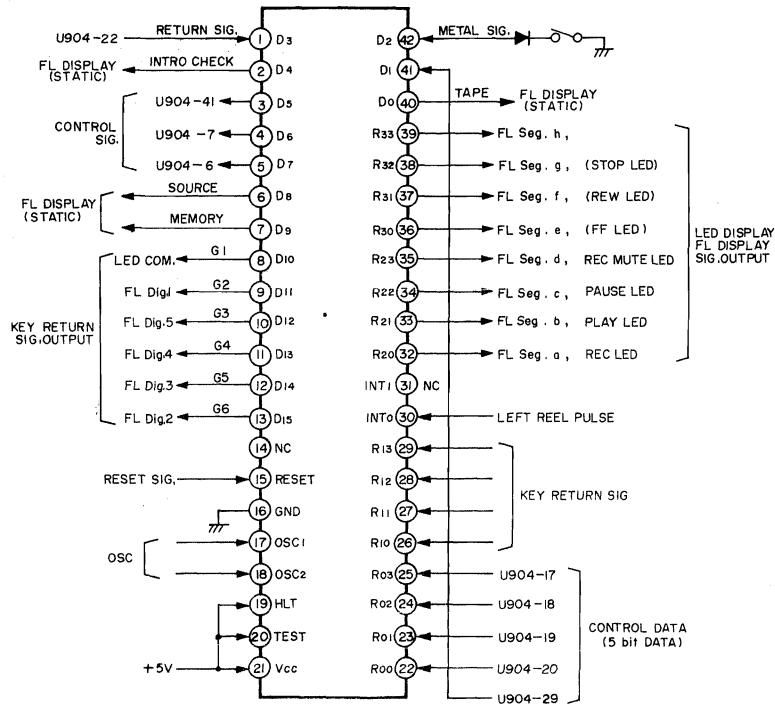 U904-22 RETURN SIG. 1 D3
FL DISPLAY (STATIC) INTRO CHECK 2 D4
CONTROL SIG.
U904-41 3 D5
U904-7 4 D6
U904-6 5 D7
FL DISPLAY (STATIC)
SOURCE 6 D8
MEMORY 7 D9
KEY RETURN SIG.OUTPUT
LED COM. G1 8 D10
FL Dig.1 G2 9 D11
FL Dig.5 G3 10 D12
FL Dig.4 G4 11 D13
FL Dig.3 G5 12 D14
FL Dig.2 G6 13 D15
14 NC
RESET SIG. 15 RESET
16 GND
OSC
17 OSC1
18 OSC2
19 HLT
20 TEST
+5V 21 Vcc
D2 42 METAL SIG.
D1 41
D0 40 TAPE FL DISPLAY (STATIC)
R33 39 FL Seg. h,
R32 38 FL Seg. g, (STOP LED)
R31 37 FL Seg. f, (REW LED)
R30 36 FL Seg. e, (FF LED)
R23 35 FL Seg. d, REC MUTE LED
R22 34 FL Seg. c, PAUSE LED
R21 33 FL Seg. b, PLAY LED
R20 32 FL Seg. a, REC LED
LED DISPLAY
FL DISPLAY
SIG.OUTPUT
INT1 31 NC
INT0 30 LEFT REEL PULSE
R13 29
R12 28
R11 27
R10 26
KEY RETURN SIG
R03 25 U904-17
R02 24 U904-18
R01 23 U904-19
R00 22 U904-20
U904-29
CONTROL DATA
(5 bit DATA)